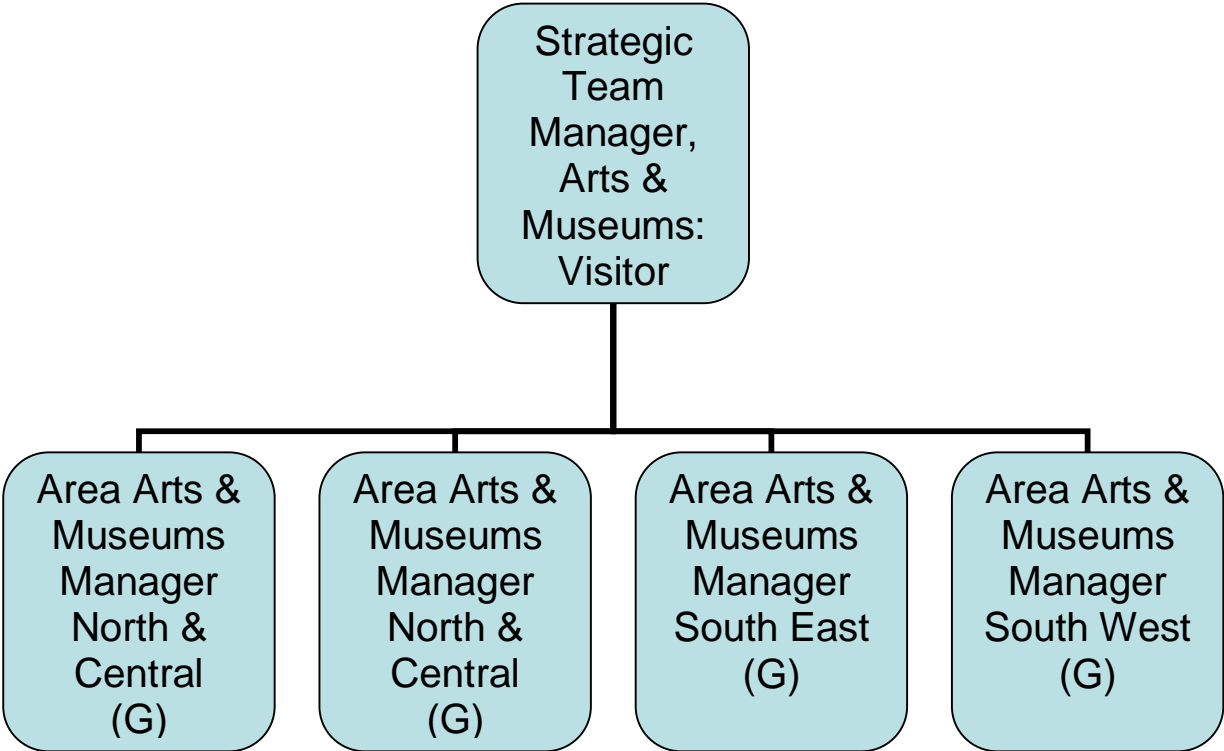 Strategic
Team
Manager,
Arts &
Museums:
Visitor
Area Arts &
Museums
Manager
North &
Central
(G)
Area Arts &
Museums
Manager
North &
Central
(G)
Area Arts &
Museums
Manager
South East
(G)
Area Arts &
Museums
Manager
South West
(G)